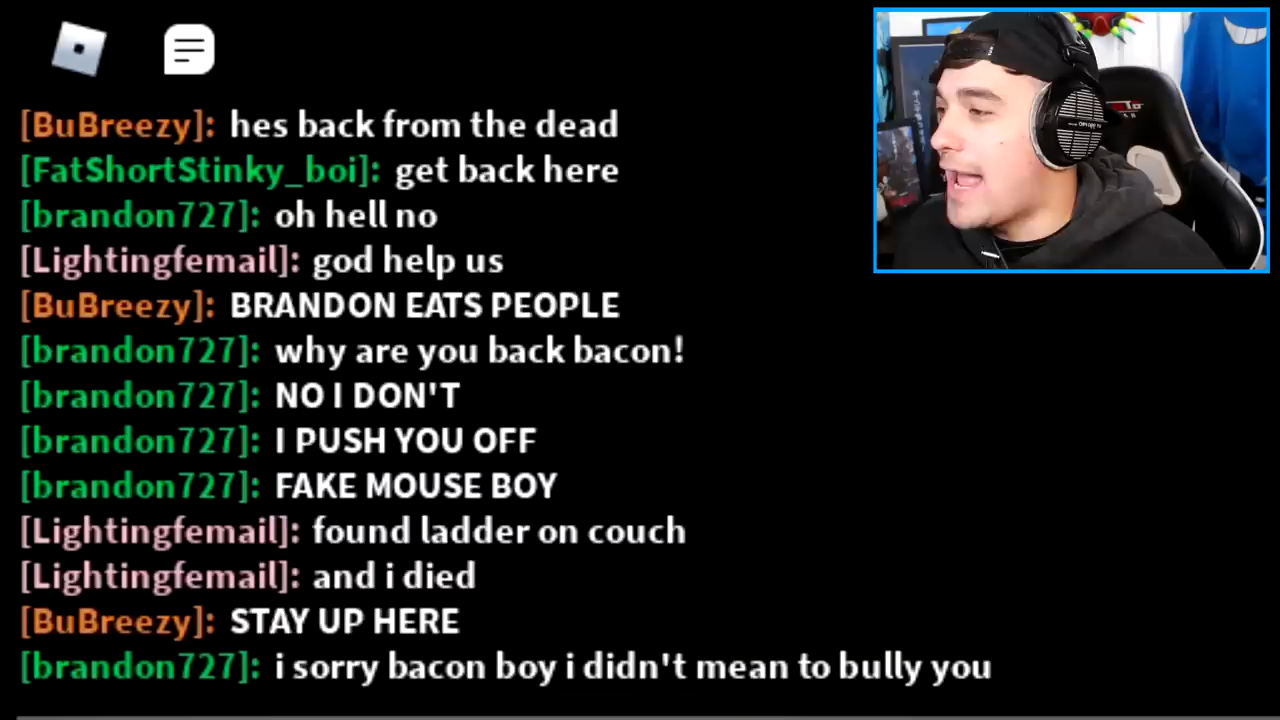 [BuBreezy]: hes back from the dead
[FatShortStinky_boi]: get back here
[brandon727]: oh hell no
[Lightingfemail]: god help us
[BuBreezy]: BRANDON EATS PEOPLE
[brandon727]: why are you back bacon!
[brandon727]: NO I DON'T
[brandon727]: I PUSH YOU OFF
[brandon727]: FAKE MOUSE BOY
[Lightingfemail]: found ladder on couch
[Lightingfemail]: and i died
[BuBreezy]: STAY UP HERE
[brandon727]: i sorry bacon boy i didn't mean to bully you